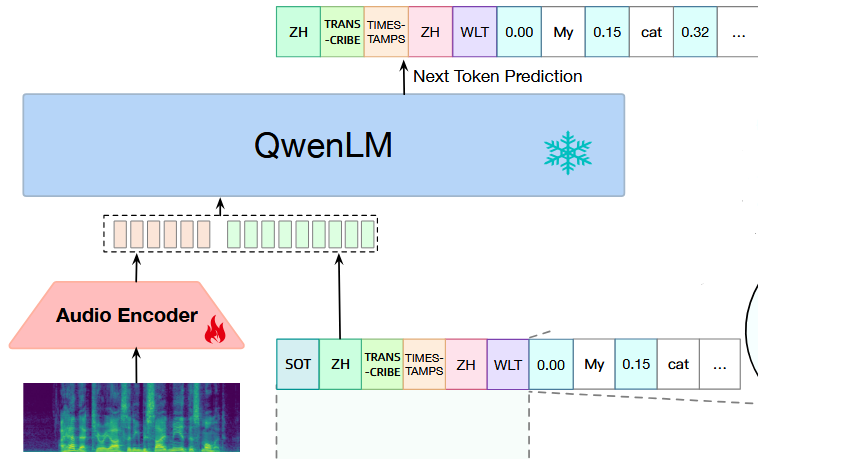 ZH TRANS-CRIBE TIMES-TAMPS ZH WLT 0.00 My 0.15 cat 0.32 ...
Next Token Prediction
QwenLM
Audio Encoder
SOT ZH TRANS-CRIBE TIMES-TAMPS ZH WLT 0.00 My 0.15 cat ...